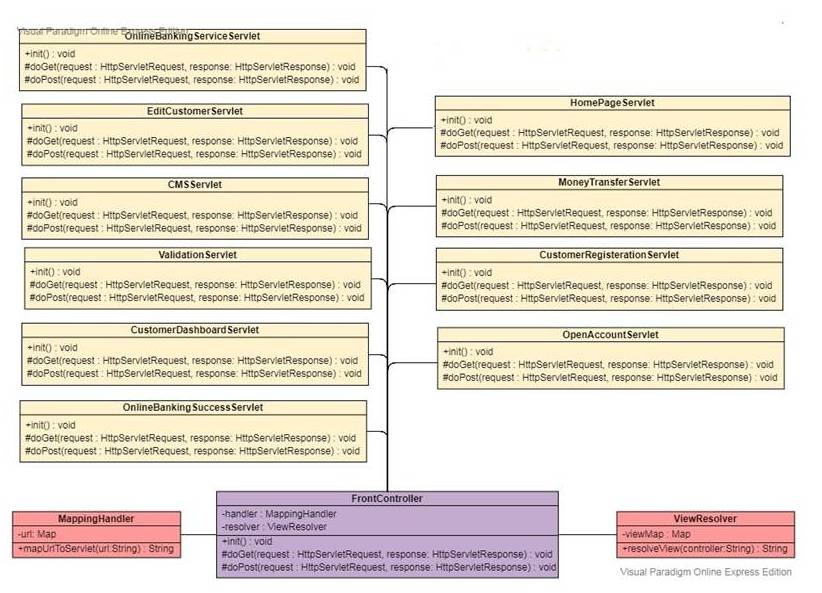 Visual Paradigm Online Express Edition
OnlineBankingServiceServlet
+init() : void
#doGet(request : HttpServletRequest, response: HttpServletResponse) : void
#doPost(request : HttpServletRequest, response: HttpServletResponse) : void
EditCustomerServlet
+init() : void
#doGet(request : HttpServletRequest, response: HttpServletResponse) : void
#doPost(request : HttpServletRequest, response: HttpServletResponse) : void
CMSServlet
+init() : void
#doGet(request : HttpServletRequest, response: HttpServletResponse) : void
#doPost(request : HttpServletRequest, response: HttpServletResponse) : void
ValidationServlet
+init() : void
#doGet(request : HttpServletRequest, response: HttpServletResponse) : void
#doPost(request : HttpServletRequest, response: HttpServletResponse) : void
CustomerDashboardServlet
+init() : void
#doGet(request : HttpServletRequest, response: HttpServletResponse) : void
#doPost(request : HttpServletRequest, response: HttpServletResponse) : void
OnlineBankingSuccessServlet
+init() : void
#doGet(request : HttpServletRequest, response: HttpServletResponse) : void
#doPost(request : HttpServletRequest, response: HttpServletResponse) : void
HomePageServlet
+init() : void
#doGet(request : HttpServletRequest, response: HttpServletResponse) : void
#doPost(request : HttpServletRequest, response: HttpServletResponse) : void
MoneyTransferServlet
+init() : void
#doGet(request : HttpServletRequest, response: HttpServletResponse) : void
#doPost(request : HttpServletRequest, response: HttpServletResponse) : void
CustomerRegisterationServlet
+init() : void
#doGet(request : HttpServletRequest, response: HttpServletResponse) : void
#doPost(request : HttpServletRequest, response: HttpServletResponse) : void
OpenAccountServlet
+init() : void
#doGet(request : HttpServletRequest, response: HttpServletResponse) : void
#doPost(request : HttpServletRequest, response: HttpServletResponse) : void
MappingHandler
-url: Map
+mapUrlToServlet(url:String) : String
FrontController
-handler : MappingHandler
-resolver : ViewResolver
+init() : void
#doGet(request : HttpServletRequest, response: HttpServletResponse) : void
#doPost(request : HttpServletRequest, response: HttpServletResponse) : void
ViewResolver
-viewMap : Map
+resolveView(controller:String) : String
Visual Paradigm Online Express Edition